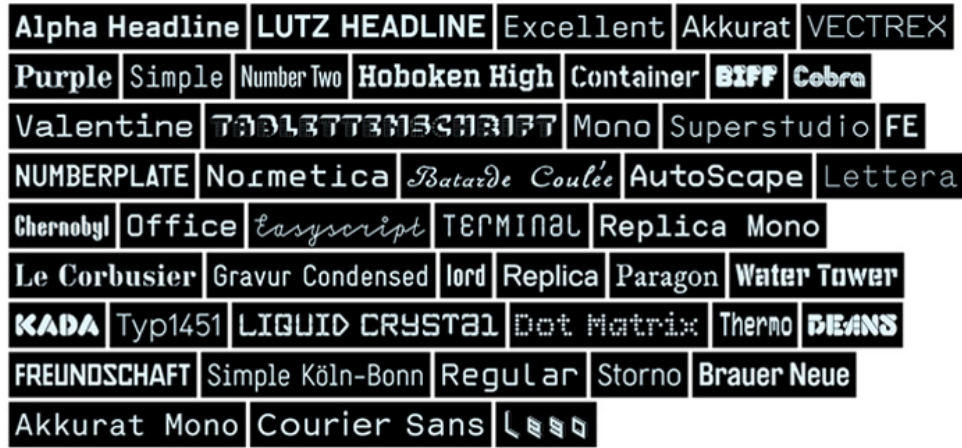 Alpha Headline LUTZ HEADLINE Excellent Akkurat VECTREX
Purple Simple Number Two Hoboken High Container BIFF Cobra
Valentine TABLETTENSCHRIFT Mono Superstudio FE
NUMBERPLATE Normetica Batarde Coulée AutoScape Lettera
Chernobyl Office Easyscript TERMINAL Replica Mono
Le Corbusier Gravur Condensed lord Replica Paragon Water Tower
KADA Typ1451 LIQUID CRYSTAL Dot Matrix Thermo BEANS
FREUNDSCHAFT Simple Köln-Bonn Regular Storno Brauer Neue
Akkurat Mono Courier Sans Lego